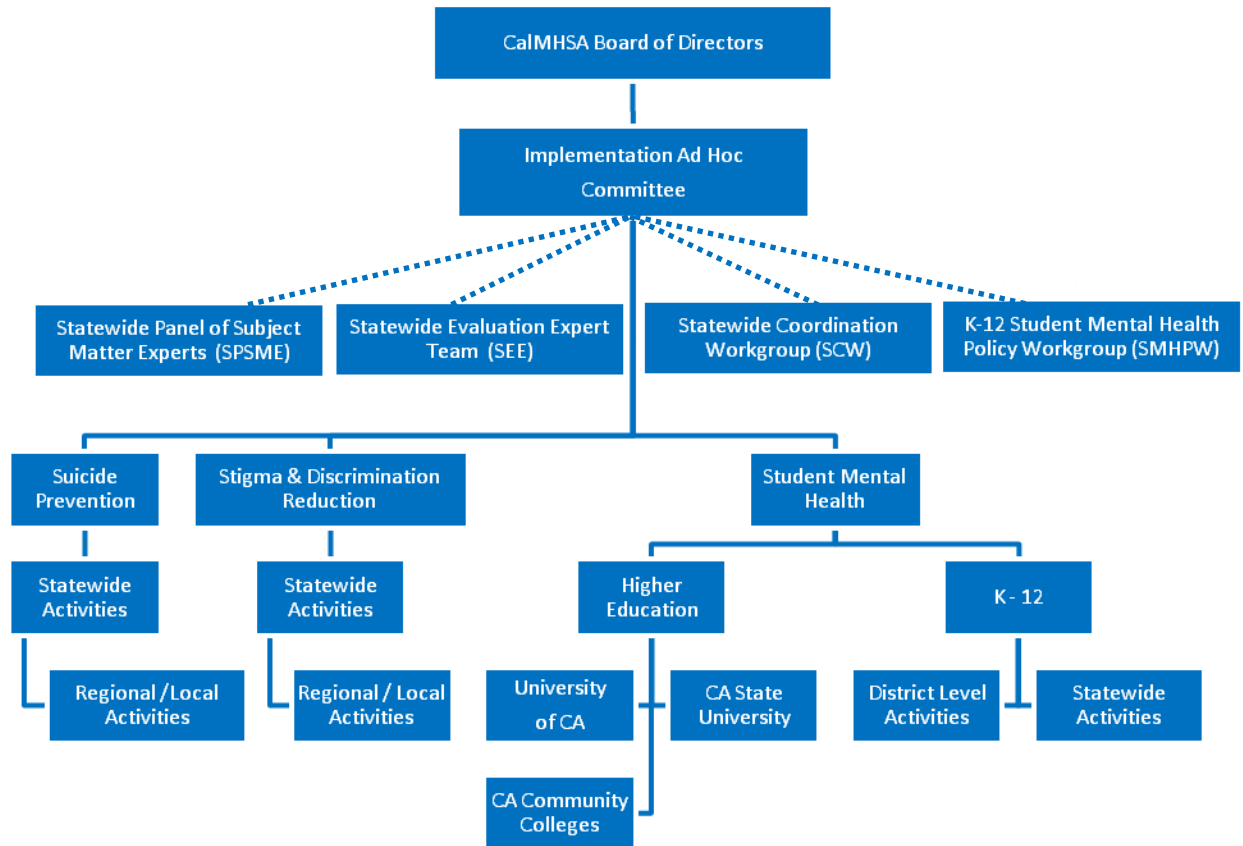 CalMHSA Board of Directors
Implementation Ad Hoc
Committee
Statewide Panel of Subject
Matter Experts (SPSME)
Statewide Evaluation Expert
Team (SEE)
Statewide Coordination
Workgroup (SCW)
K-12 Student Mental Health
Policy Workgroup (SMHPW)
Suicide
Prevention
Stigma & Discrimination
Reduction
Student Mental
Health
Statewide
Activities
Statewide
Activities
Higher
Education
K - 12
Regional /Local
Activities
Regional / Local
Activities
University
of CA
CA State
University
District Level
Activities
Statewide
Activities
CA Community
Colleges